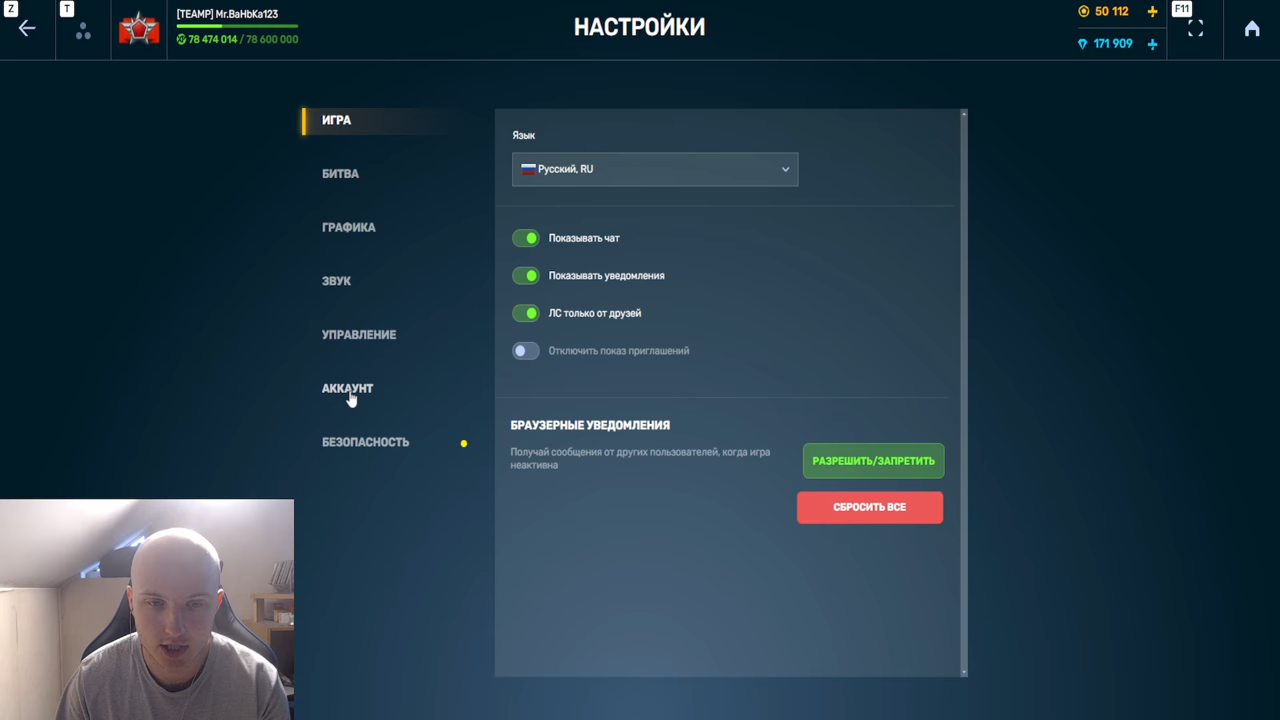 Z
T
[TEAMP] Mr.BaHbKa123
78 474 014 / 78 600 000
НАСТРОЙКИ
50 112
171 909
F11
ИГРА
БИТВА
ГРАФИКА
ЗВУК
УПРАВЛЕНИЕ
АККАУНТ
БЕЗОПАСНОСТЬ
Язык
Русский, RU
Показывать чат
Показывать уведомления
ЛС только от друзей
Отключить показ приглашений
БРАУЗЕРНЫЕ УВЕДОМЛЕНИЯ
Получай сообщения от других пользователей, когда игра
неактивна
РАЗРЕШИТЬ/ЗАПРЕТИТЬ
СБРОСИТЬ ВСЕ